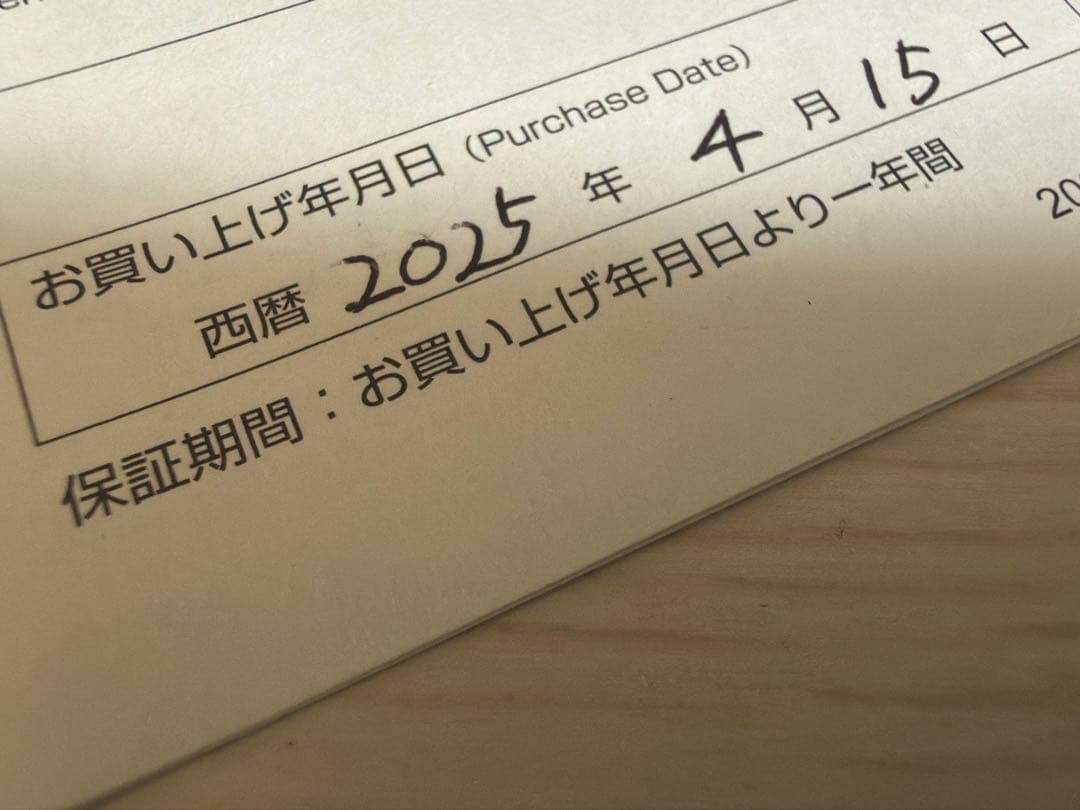 お買い上げ年月日（Purchase Date）
西暦 2025 年 4 月 15 日
保証期間：お買い上げ年月日より一年間
20